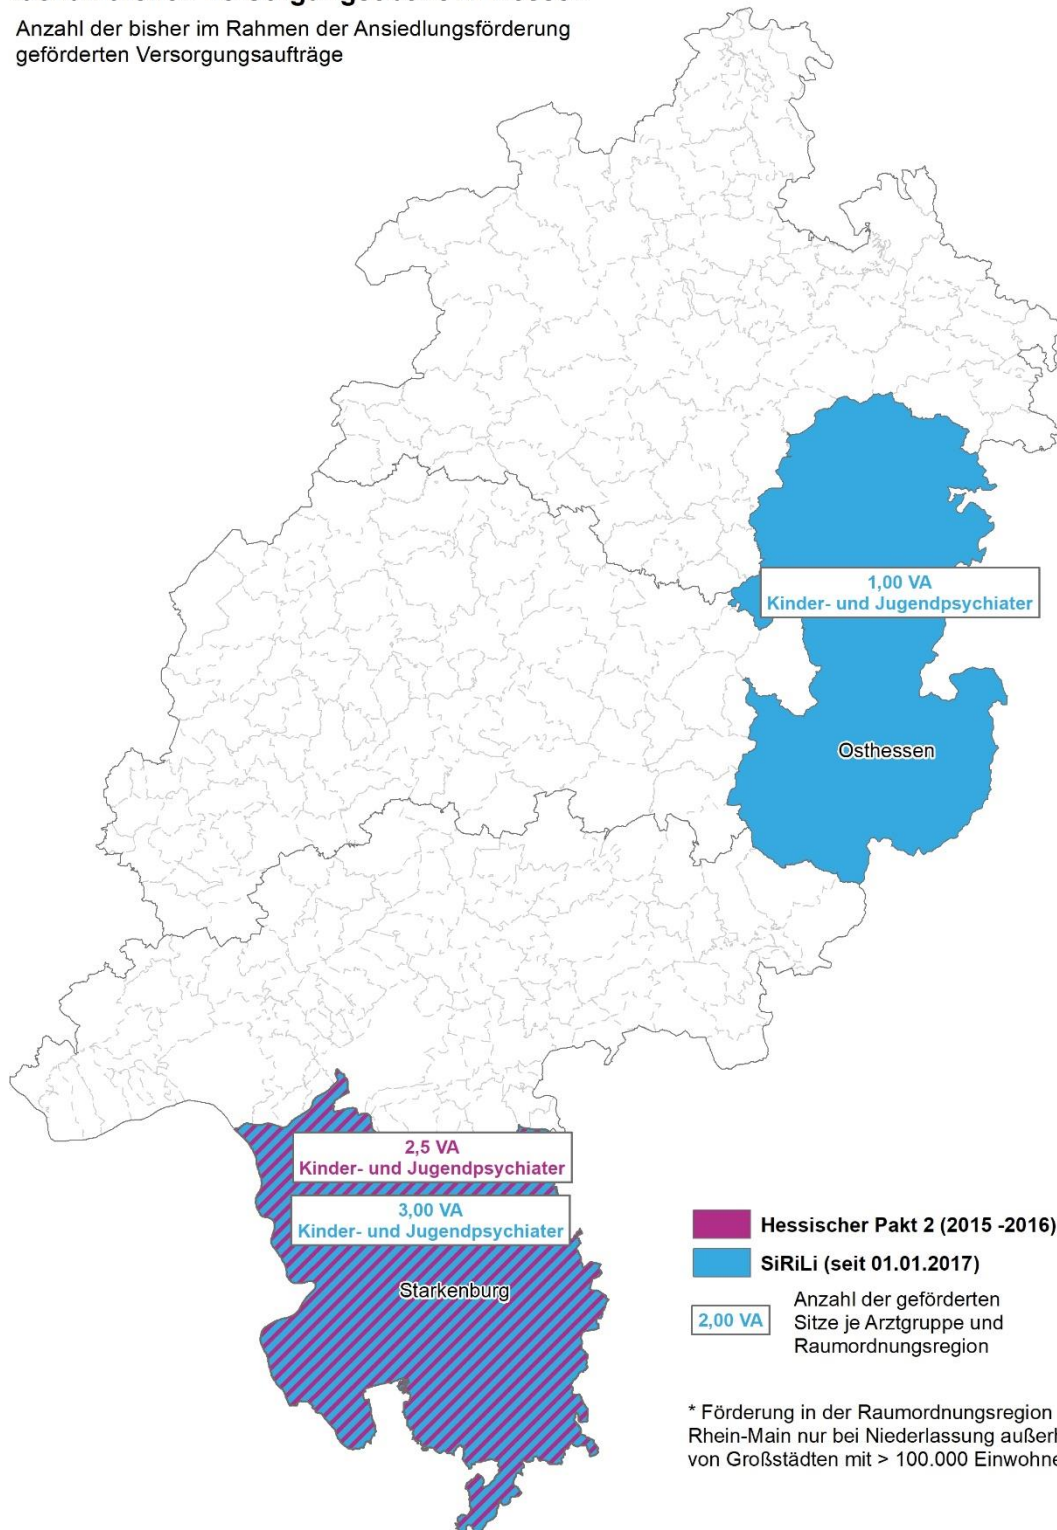 Anzahl der bisher im Rahmen der Ansiedlungsförderung
geförderten Versorgungsaufträge
1,00 VA
Kinder- und Jugendpsychiater
Osthessen
2,5 VA
Kinder- und Jugendpsychiater
3,00 VA
Kinder- und Jugendpsychiater
Starkenburg
Hessischer Pakt 2 (2015 -2016)
SiRiLi (seit 01.01.2017)
2,00 VA
Anzahl der geförderten
Sitze je Arztgruppe und
Raumordnungsregion
* Förderung in der Raumordnungsregion
Rhein-Main nur bei Niederlassung außerh
von Großstädten mit > 100.000 Einwohne